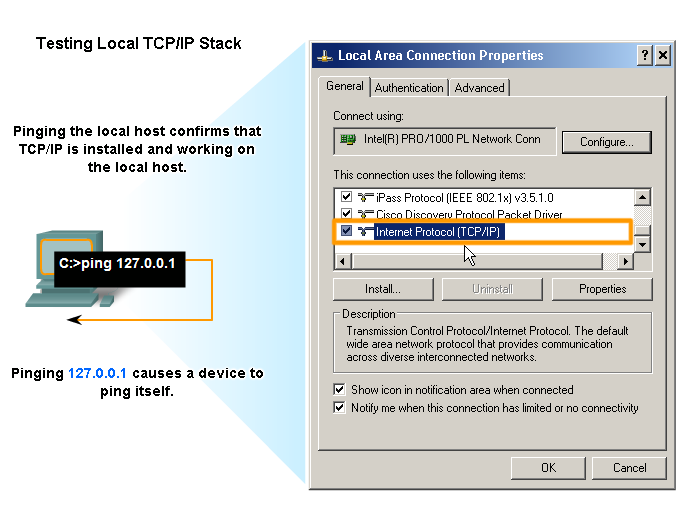 Testing Local TCP/IP Stack
Pinging the local host confirms that
TCP/IP is installed and working on
the local host.
C:>ping 127.0.0.1
Pinging 127.0.0.1 causes a device to
ping itself.
Local Area Connection Properties
General
Authentication
Advanced
Connect using:
Intel(R) PRO/1000 PL Network Conn
Configure...
This connection uses the following items:
iPass Protocol (IEEE 802.1x) v3.5.1.0
Cisco Discovery Protocol Packet Driver
Internet Protocol (TCP/IP)
Install...
Uninstall
Properties
Description
Transmission Control Protocol/Internet Protocol. The default
wide area network protocol that provides communication
across diverse interconnected networks.
Show icon in notification area when connected
Notify me when this connection has limited or no connectivity
OK
Cancel